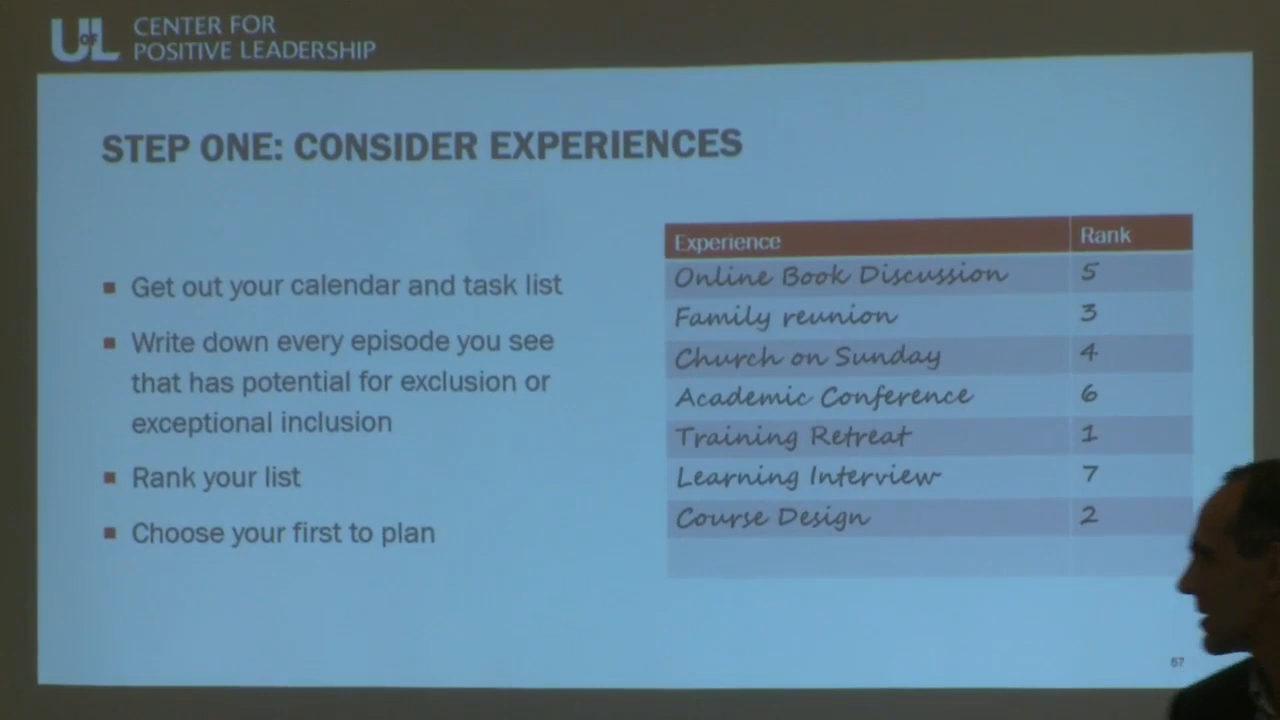 UofL CENTER FOR
POSITIVE LEADERSHIP
STEP ONE: CONSIDER EXPERIENCES
Get out your calendar and task list
Write down every episode you see
that has potential for exclusion or
exceptional inclusion
Rank your list
Choose your first to plan
Experience Rank
Online Book Discussion 5
Family reunion 3
Church on Sunday 4
Academic Conference 6
Training Retreat 1
Learning Interview 7
Course Design 2
57